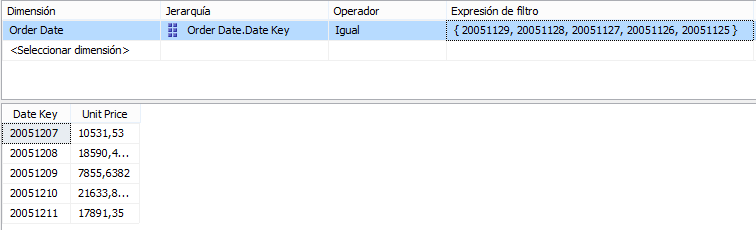 Dimensión Jerarquía Operador Expresión de filtro
Order Date Order Date.Date Key Igual { 20051129, 20051128, 20051127, 20051126, 20051125 }
<Seleccionar dimensión>
Date Key Unit Price
20051207 10531,53
20051208 18590,4...
20051209 7855,6382
20051210 21633,8...
20051211 17891,35